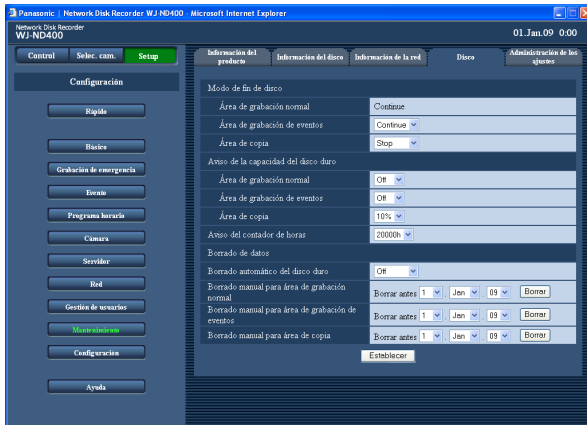 Panasonic | Network Disk Recorder WJ-ND400 - Microsoft Internet Explorer
Network Disk Recorder
WJ-ND400
01.Jan.09 0:00
Control
Selec. cam.
Setup
Información del producto
Información del disco
Información de la red
Disco
Administración de los ajustes
Configuración
Rápido
Básico
Grabación de emergencia
Evento
Programa horario
Cámara
Servidor
Red
Gestión de usuarios
Mantenimiento
Configuración
Ayuda
Modo de fin de disco
Área de grabación normal Continue
Área de grabación de eventos Continue
Área de copia Stop
Aviso de la capacidad del disco duro
Área de grabación normal Off
Área de grabación de eventos Off
Área de copia 10%
Aviso del contador de horas 20000h
Borrado de datos
Borrado automático del disco duro Off
Borrado manual para área de grabación normal Borrar antes 1 . Jan . 09 Borrar
Borrado manual para área de grabación de eventos Borrar antes 1 . Jan . 09 Borrar
Borrado manual para área de copia Borrar antes 1 . Jan . 09 Borrar
Establecer